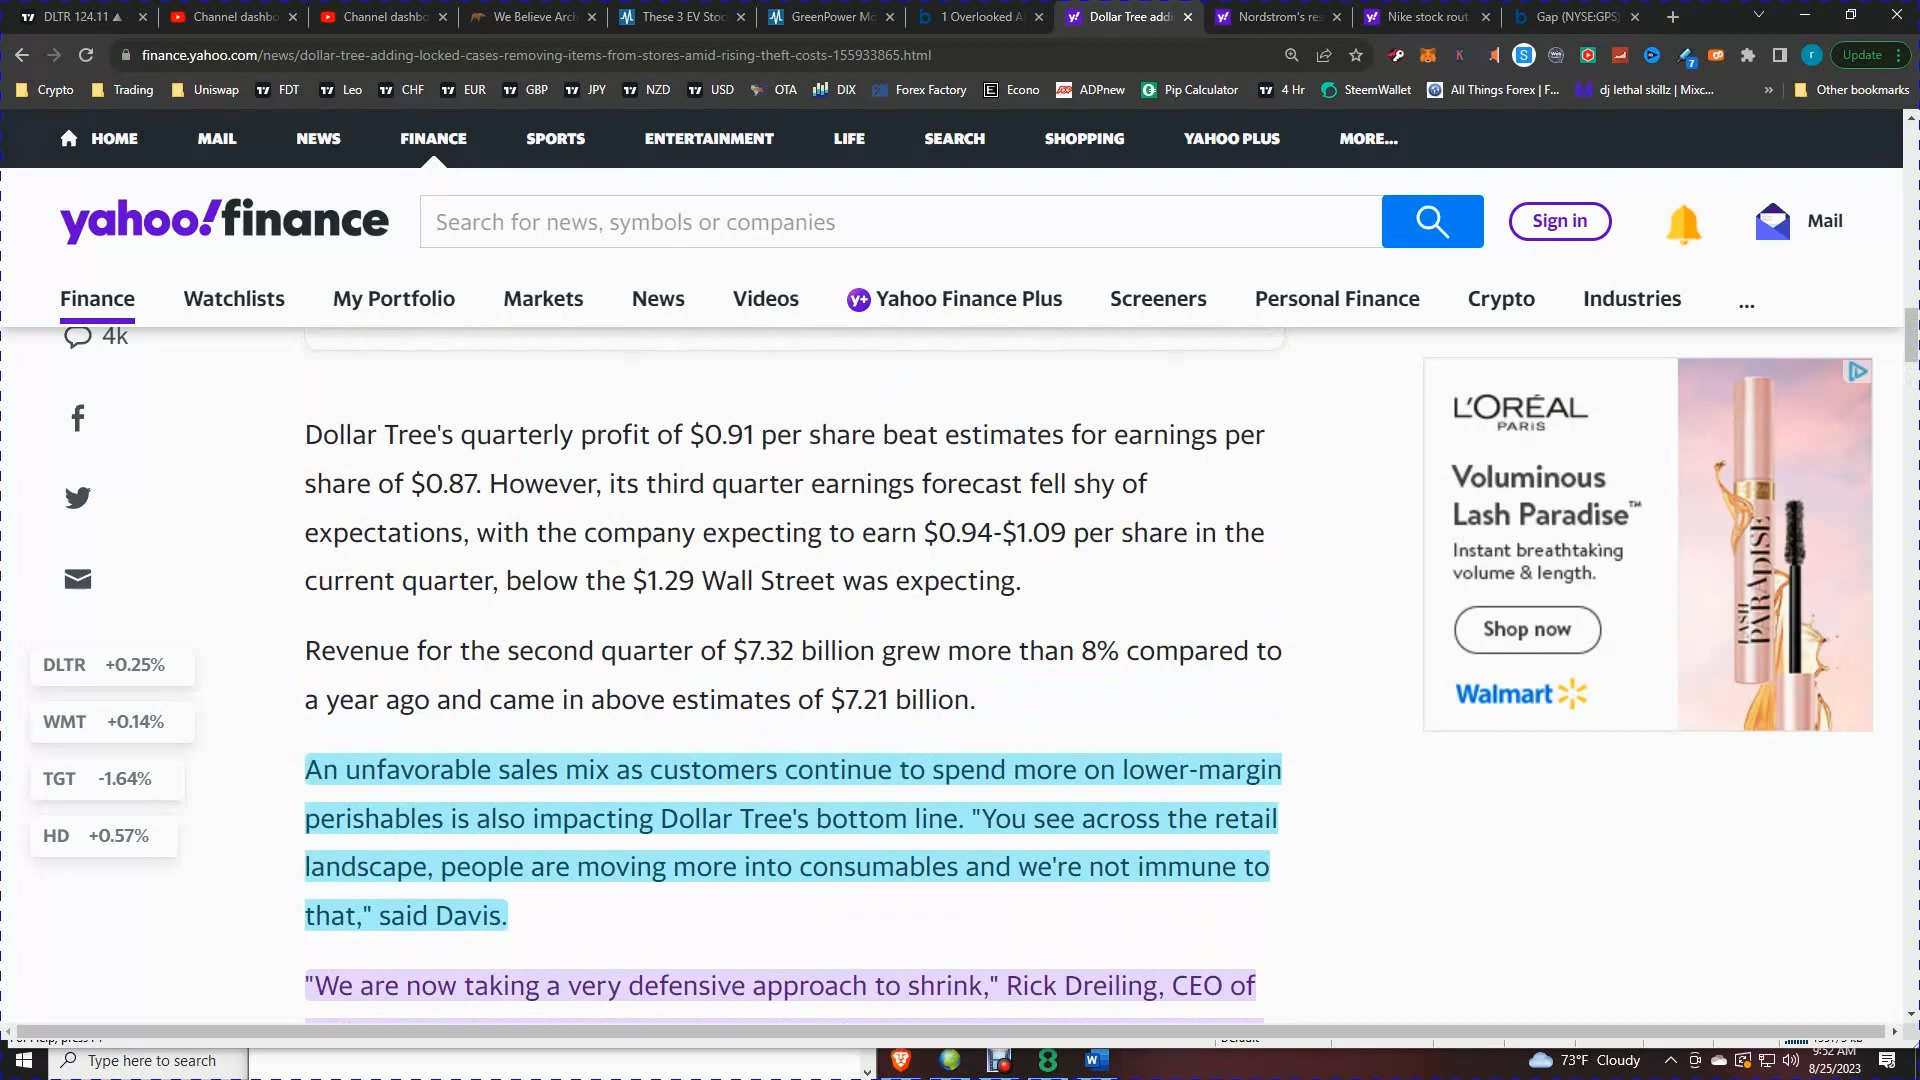 DLTR 124.11 ▲
Channel dashbo
Channel dashbo
We Believe Arch
These 3 EV Stoc
GreenPower Mo
1 Overlooked A
Dollar Tree addi
Nordstrom's res
Nike stock rout
Gap (NYSE:GPS)
finance.yahoo.com/news/dollar-tree-adding-locked-cases-removing-items-from-stores-amid-rising-theft-costs-155933865.html
Update
Crypto Trading Uniswap FDT Leo CHF EUR GBP JPY NZD USD OTA DIX Forex Factory Econo ADPnew Pip Calculator 4 Hr SteemWallet All Things Forex | F... dj lethal skillz | Mixc... » Other bookmarks
HOME MAIL NEWS FINANCE SPORTS ENTERTAINMENT LIFE SEARCH SHOPPING YAHOO PLUS MORE...
yahoo!finance
Search for news, symbols or companies
Sign in
Mail
Finance Watchlists My Portfolio Markets News Videos Yahoo Finance Plus Screeners Personal Finance Crypto Industries ...
4k
Dollar Tree's quarterly profit of $0.91 per share beat estimates for earnings per
share of $0.87. However, its third quarter earnings forecast fell shy of
expectations, with the company expecting to earn $0.94-$1.09 per share in the
current quarter, below the $1.29 Wall Street was expecting.
Revenue for the second quarter of $7.32 billion grew more than 8% compared to
a year ago and came in above estimates of $7.21 billion.
An unfavorable sales mix as customers continue to spend more on lower-margin
perishables is also impacting Dollar Tree's bottom line. "You see across the retail
landscape, people are moving more into consumables and we're not immune to
that," said Davis.
"We are now taking a very defensive approach to shrink," Rick Dreiling, CEO of
DLTR +0.25%
WMT +0.14%
TGT -1.64%
HD +0.57%
L'ORÉAL
PARIS
Voluminous
Lash Paradise™
Instant breathtaking
volume & length.
Shop now
Walmart
LASH
PARADISE
Type here to search
73°F Cloudy
9:52 AM
8/25/2023